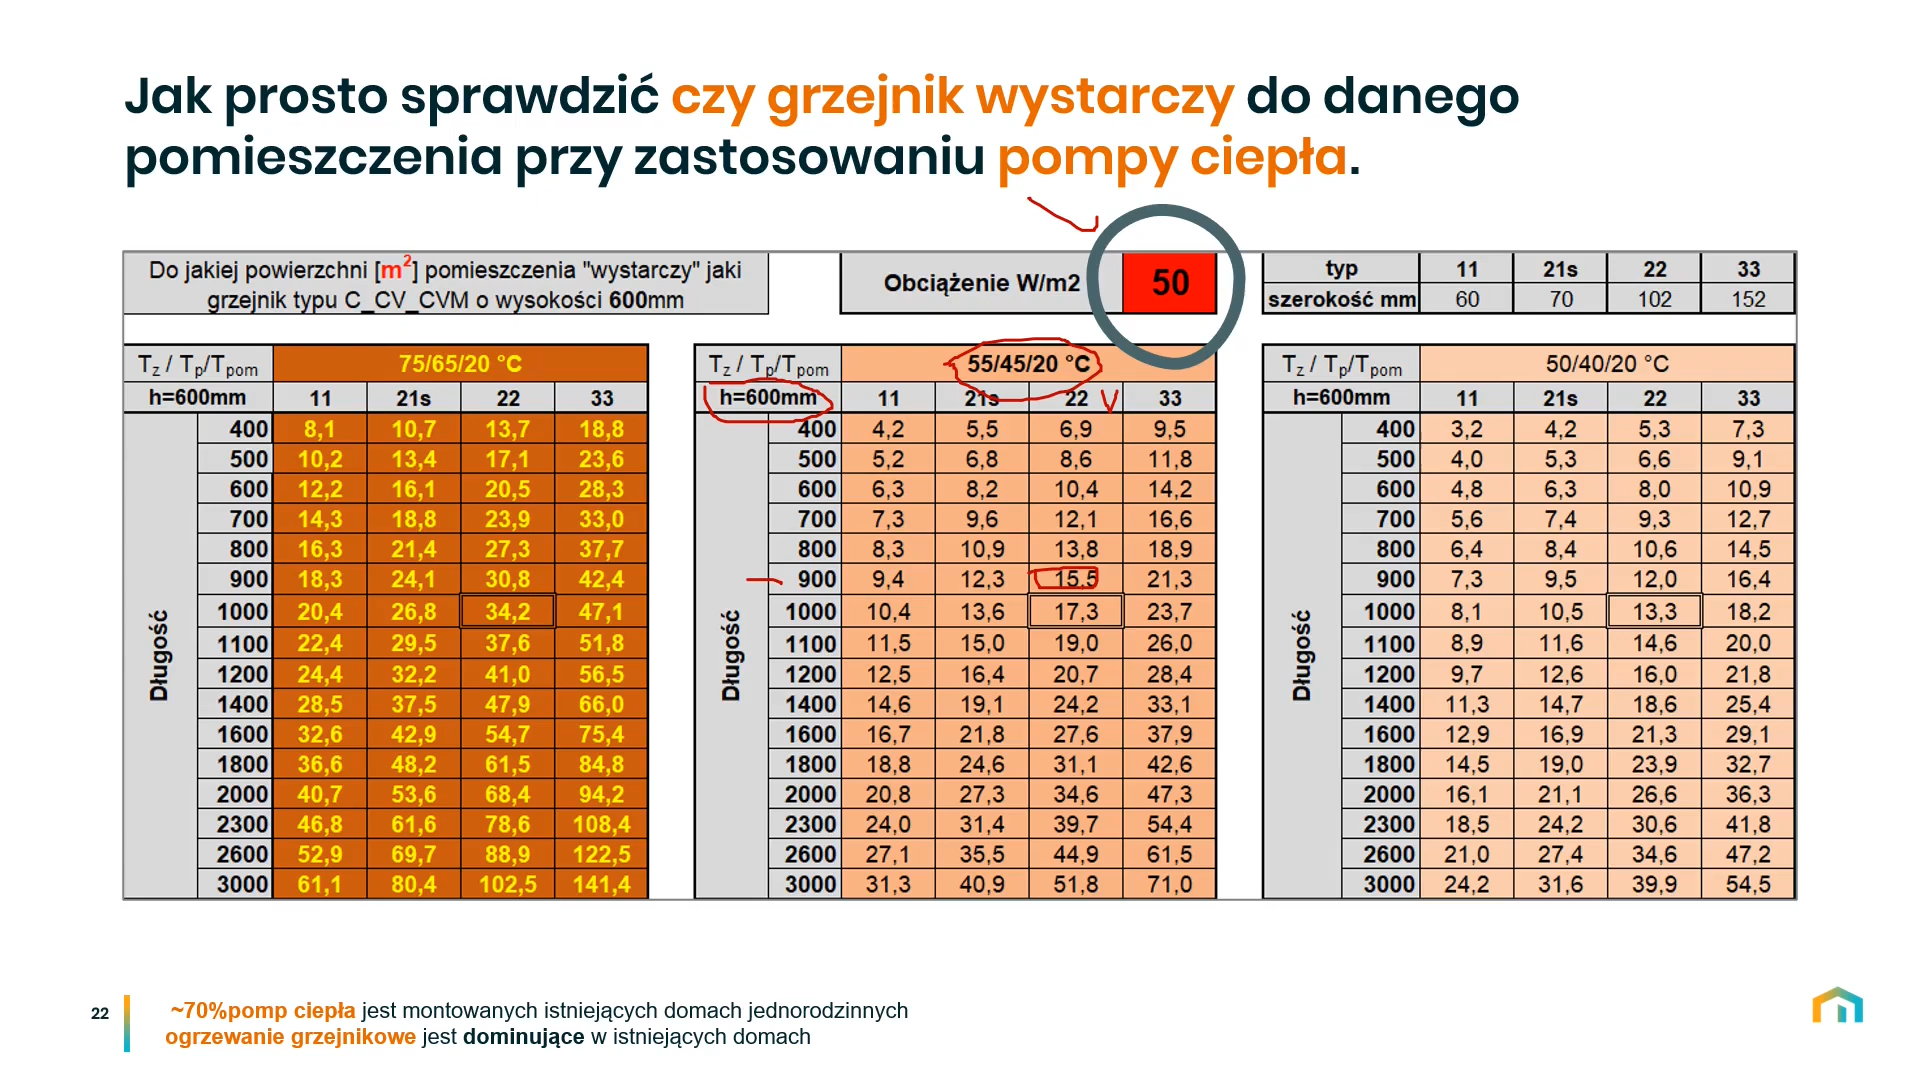 Jak prosto sprawdzić czy grzejnik wystarczy do danego
pomieszczenia przy zastosowaniu pompy ciepła.
Do jakiej powierzchni [m²] pomieszczenia "wystarczy" jaki
grzejnik typu C_CV_CVM o wysokości 600mm
Obciążenie W/m2 50
typ 11 21s 22 33
szerokość mm 60 70 102 152
Tz / Tp/Tpom 75/65/20 °C
h=600mm 11 21s 22 33
Długość
400 8,1 10,7 13,7 18,8
500 10,2 13,4 17,1 23,6
600 12,2 16,1 20,5 28,3
700 14,3 18,8 23,9 33,0
800 16,3 21,4 27,3 37,7
900 18,3 24,1 30,8 42,4
1000 20,4 26,8 34,2 47,1
1100 22,4 29,5 37,6 51,8
1200 24,4 32,2 41,0 56,5
1400 28,5 37,5 47,9 66,0
1600 32,6 42,9 54,7 75,4
1800 36,6 48,2 61,5 84,8
2000 40,7 53,6 68,4 94,2
2300 46,8 61,6 78,6 108,4
2600 52,9 69,7 88,9 122,5
3000 61,1 80,4 102,5 141,4
Tz / Tp/Tpom 55/45/20 °C
h=600mm 11 21s 22 33
Długość
400 4,2 5,5 6,9 9,5
500 5,2 6,8 8,6 11,8
600 6,3 8,2 10,4 14,2
700 7,3 9,6 12,1 16,6
800 8,3 10,9 13,8 18,9
900 9,4 12,3 15,5 21,3
1000 10,4 13,6 17,3 23,7
1100 11,5 15,0 19,0 26,0
1200 12,5 16,4 20,7 28,4
1400 14,6 19,1 24,2 33,1
1600 16,7 21,8 27,6 37,9
1800 18,8 24,6 31,1 42,6
2000 20,8 27,3 34,6 47,3
2300 24,0 31,4 39,7 54,4
2600 27,1 35,5 44,9 61,5
3000 31,3 40,9 51,8 71,0
Tz / Tp/Tpom 50/40/20 °C
h=600mm 11 21s 22 33
Długość
400 3,2 4,2 5,3 7,3
500 4,0 5,3 6,6 9,1
600 4,8 6,3 8,0 10,9
700 5,6 7,4 9,3 12,7
800 6,4 8,4 10,6 14,5
900 7,3 9,5 12,0 16,4
1000 8,1 10,5 13,3 18,2
1100 8,9 11,6 14,6 20,0
1200 9,7 12,6 16,0 21,8
1400 11,3 14,7 18,6 25,4
1600 12,9 16,9 21,3 29,1
1800 14,5 19,0 23,9 32,7
2000 16,1 21,1 26,6 36,3
2300 18,5 24,2 30,6 41,8
2600 21,0 27,4 34,6 47,2
3000 24,2 31,6 39,9 54,5
22
~70%pomp ciepła jest montowanych istniejących domach jednorodzinnych
ogrzewanie grzejnikowe jest dominujące w istniejących domach